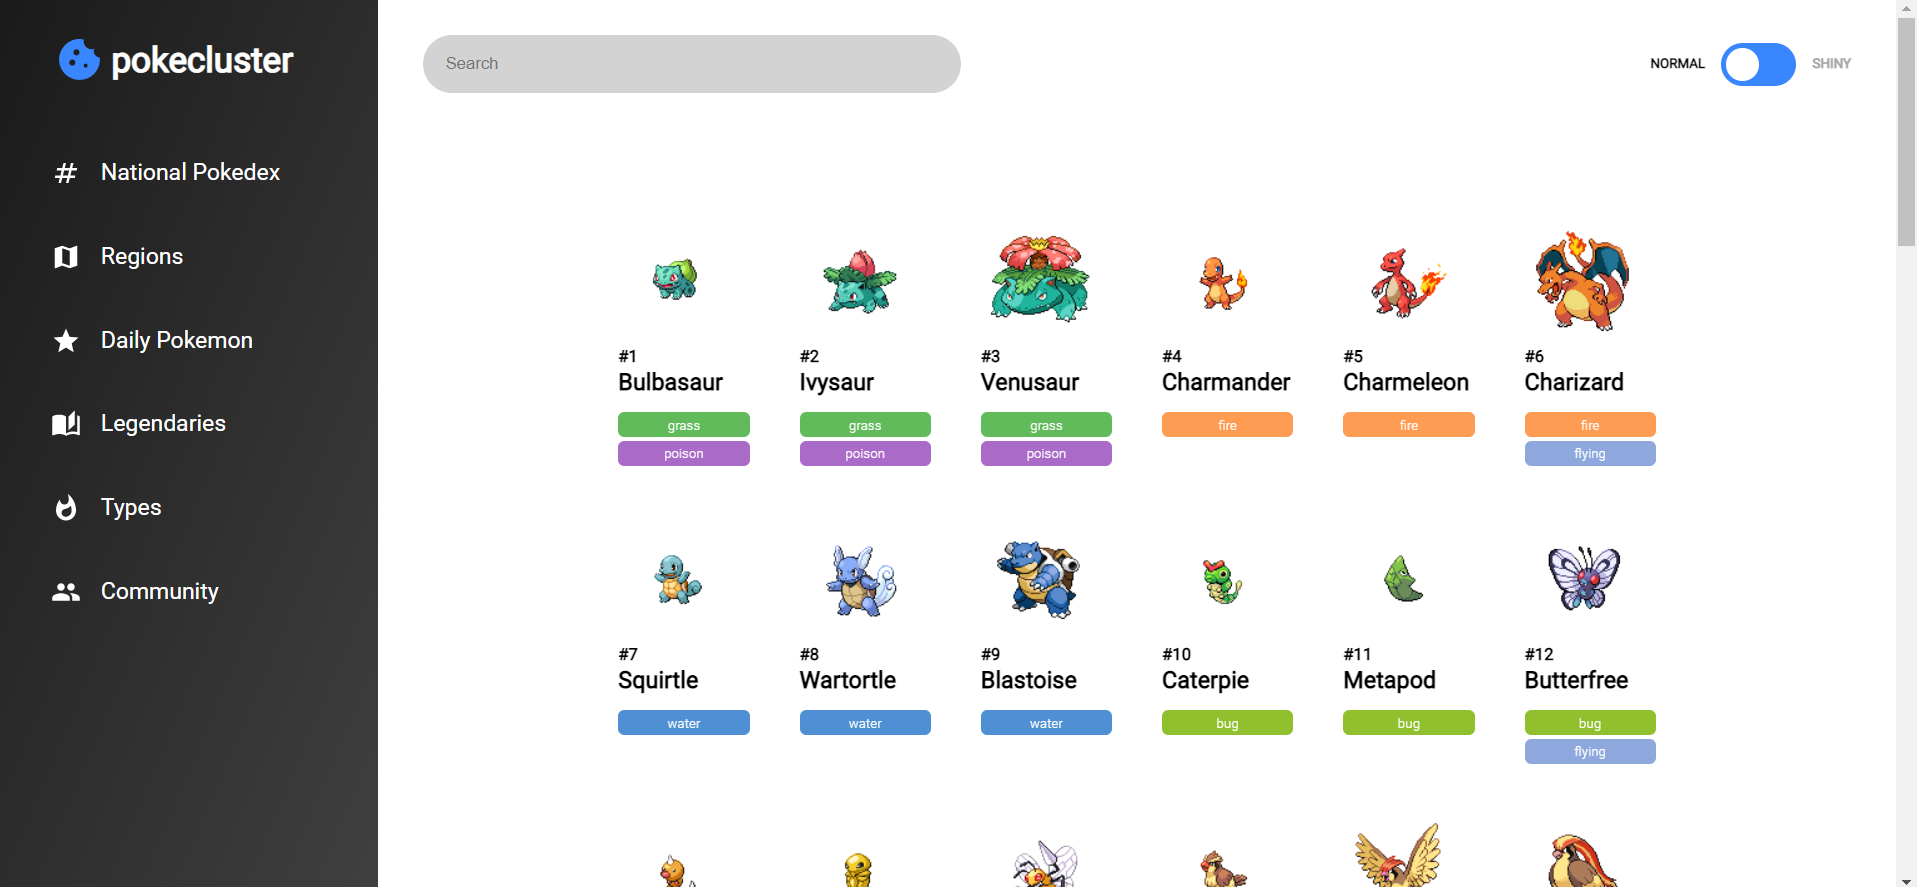 pokecluster
National Pokedex
Regions
Daily Pokemon
Legendaries
Types
Community
Search
NORMAL
SHINY
#1
Bulbasaur
grass
poison
#2
Ivysaur
grass
poison
#3
Venusaur
grass
poison
#4
Charmander
fire
#5
Charmeleon
fire
#6
Charizard
fire
flying
#7
Squirtle
water
#8
Wartortle
water
#9
Blastoise
water
#10
Caterpie
bug
#11
Metapod
bug
#12
Butterfree
bug
flying